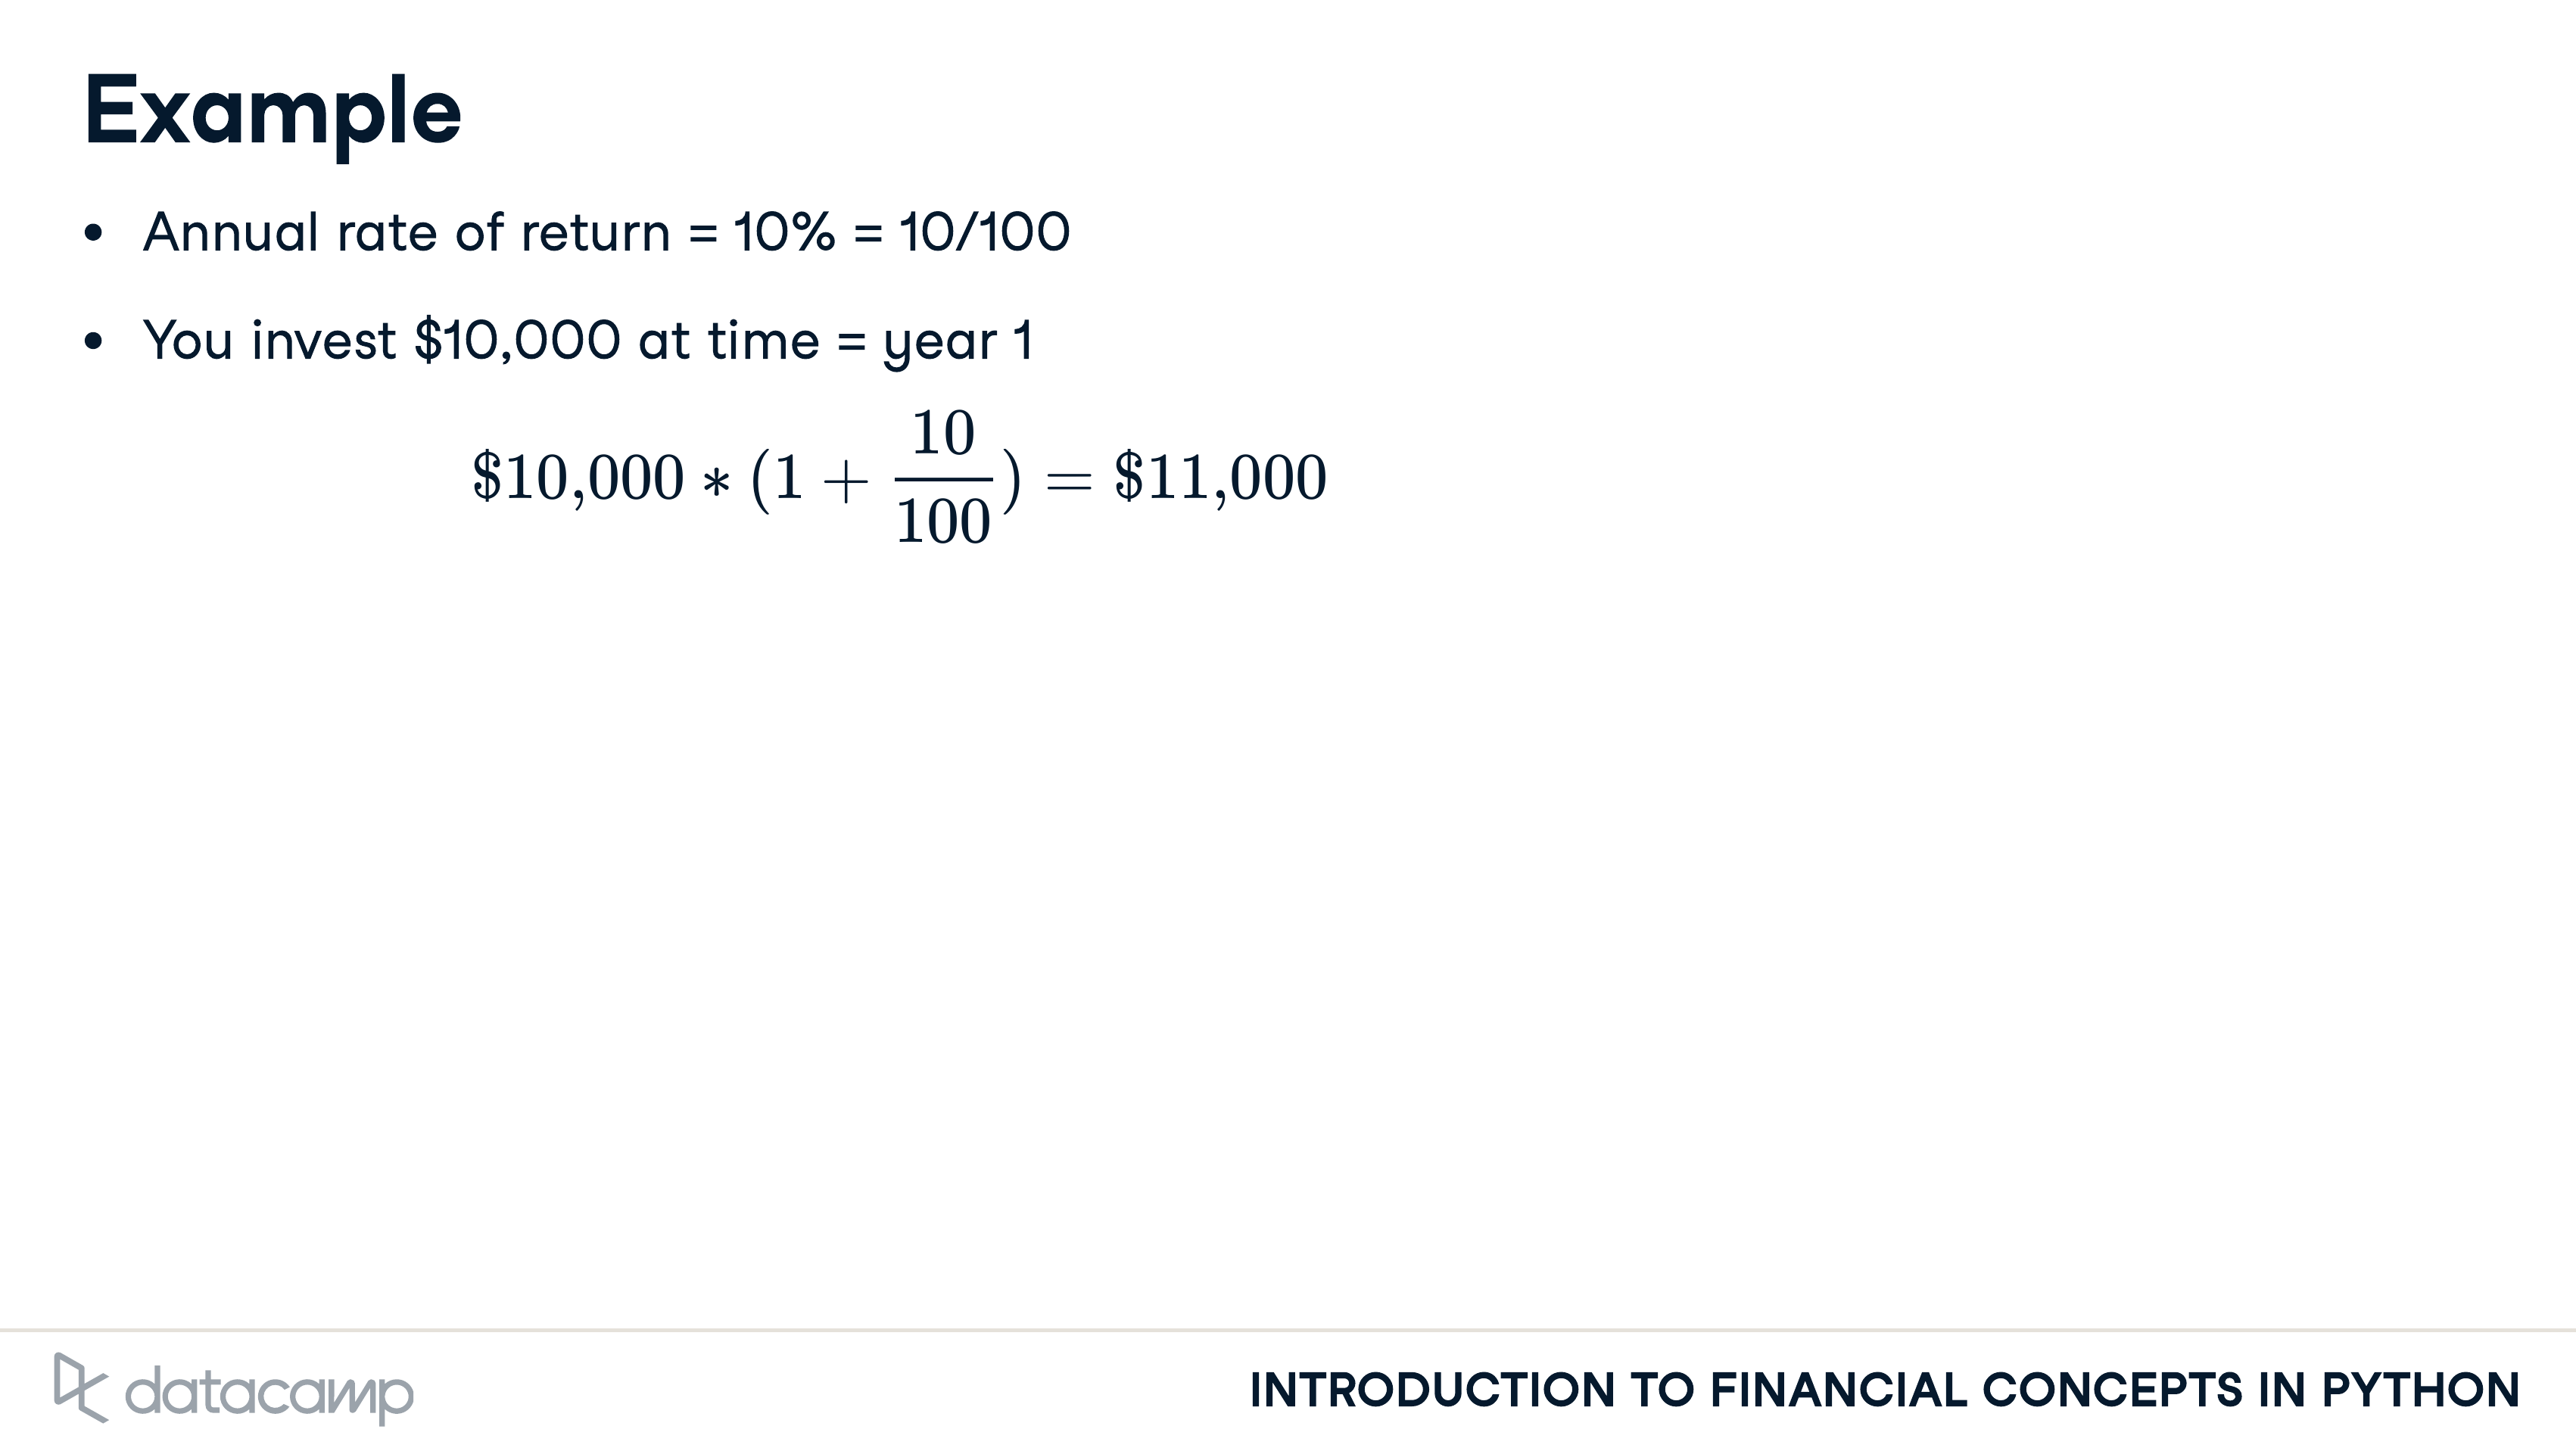 Example
• Annual rate of return = 10% = 10/100
• You invest $10,000 at time = year 1
$10,000 * (1 + 10/100) = $11,000
datacamp
INTRODUCTION TO FINANCIAL CONCEPTS IN PYTHON